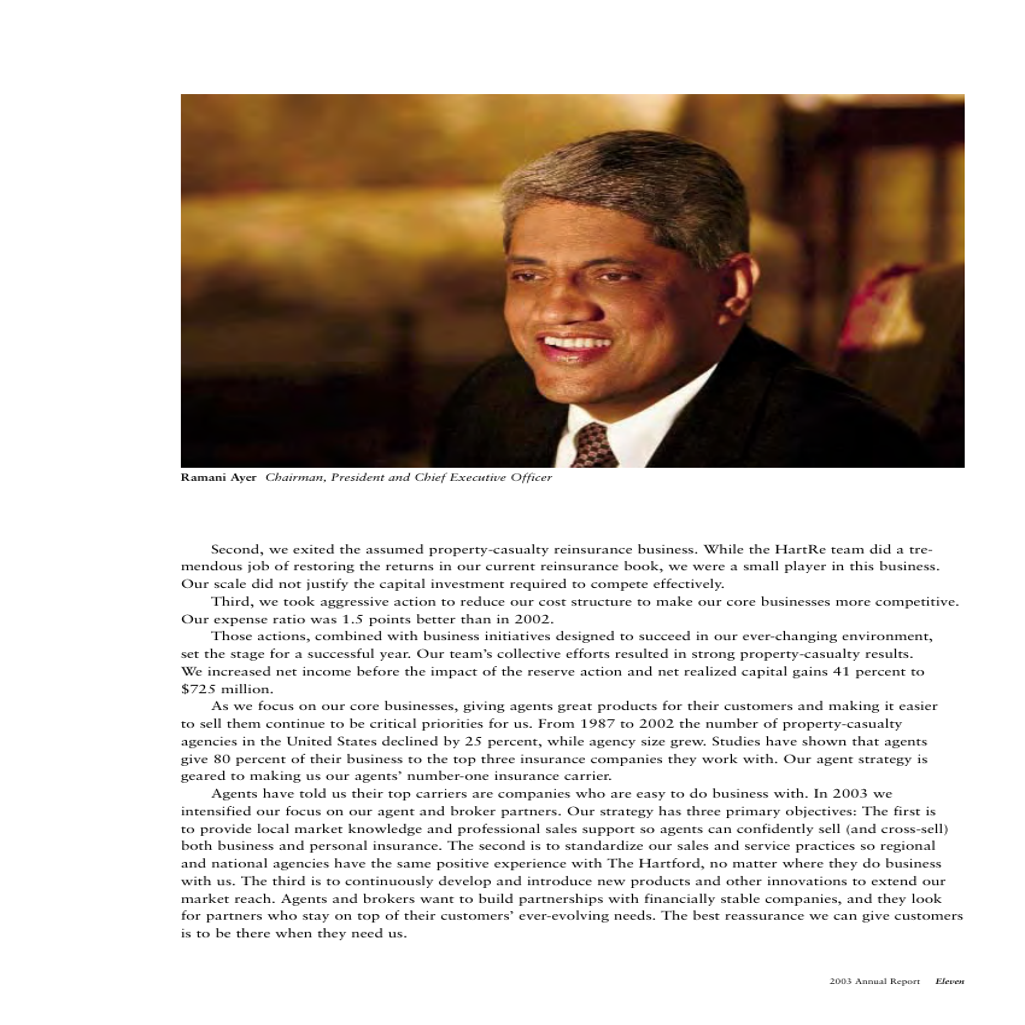 Ramani Ayer Chairman, President and Chief Executive Officer
Second, we exited the assumed property-casualty reinsurance business. While the HartRe team did a tre-
mendous job of restoring the returns in our current reinsurance book, we were a small player in this business.
Our scale did not justify the capital investment required to compete effectively.
Third, we took aggressive action to reduce our cost structure to make our core businesses more competitive.
Our expense ratio was 1.5 points better than in 2002.
Those actions, combined with business initiatives designed to succeed in our ever-changing environment,
set the stage for a successful year. Our team’s collective efforts resulted in strong property-casualty results.
We increased net income before the impact of the reserve action and net realized capital gains 41 percent to
$725 million.
As we focus on our core businesses, giving agents great products for their customers and making it easier
to sell them continue to be critical priorities for us. From 1987 to 2002 the number of property-casualty
agencies in the United States declined by 25 percent, while agency size grew. Studies have shown that agents
give 80 percent of their business to the top three insurance companies they work with. Our agent strategy is
geared to making us our agents’ number-one insurance carrier.
Agents have told us their top carriers are companies who are easy to do business with. In 2003 we
intensified our focus on our agent and broker partners. Our strategy has three primary objectives: The first is
to provide local market knowledge and professional sales support so agents can confidently sell (and cross-sell)
both business and personal insurance. The second is to standardize our sales and service practices so regional
and national agencies have the same positive experience with The Hartford, no matter where they do business
with us. The third is to continuously develop and introduce new products and other innovations to extend our
market reach. Agents and brokers want to build partnerships with financially stable companies, and they look
for partners who stay on top of their customers’ ever-evolving needs. The best reassurance we can give customers
is to be there when they need us.
2003 Annual Report Eleven